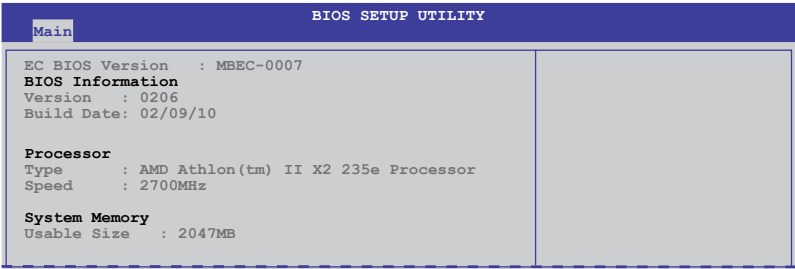 BIOS SETUP UTILITY
Main
EC BIOS Version : MBEC-0007
BIOS Information
Version : 0206
Build Date: 02/09/10
Processor
Type : AMD Athlon(tm) II X2 235e Processor
Speed : 2700MHz
System Memory
Usable Size : 2047MB